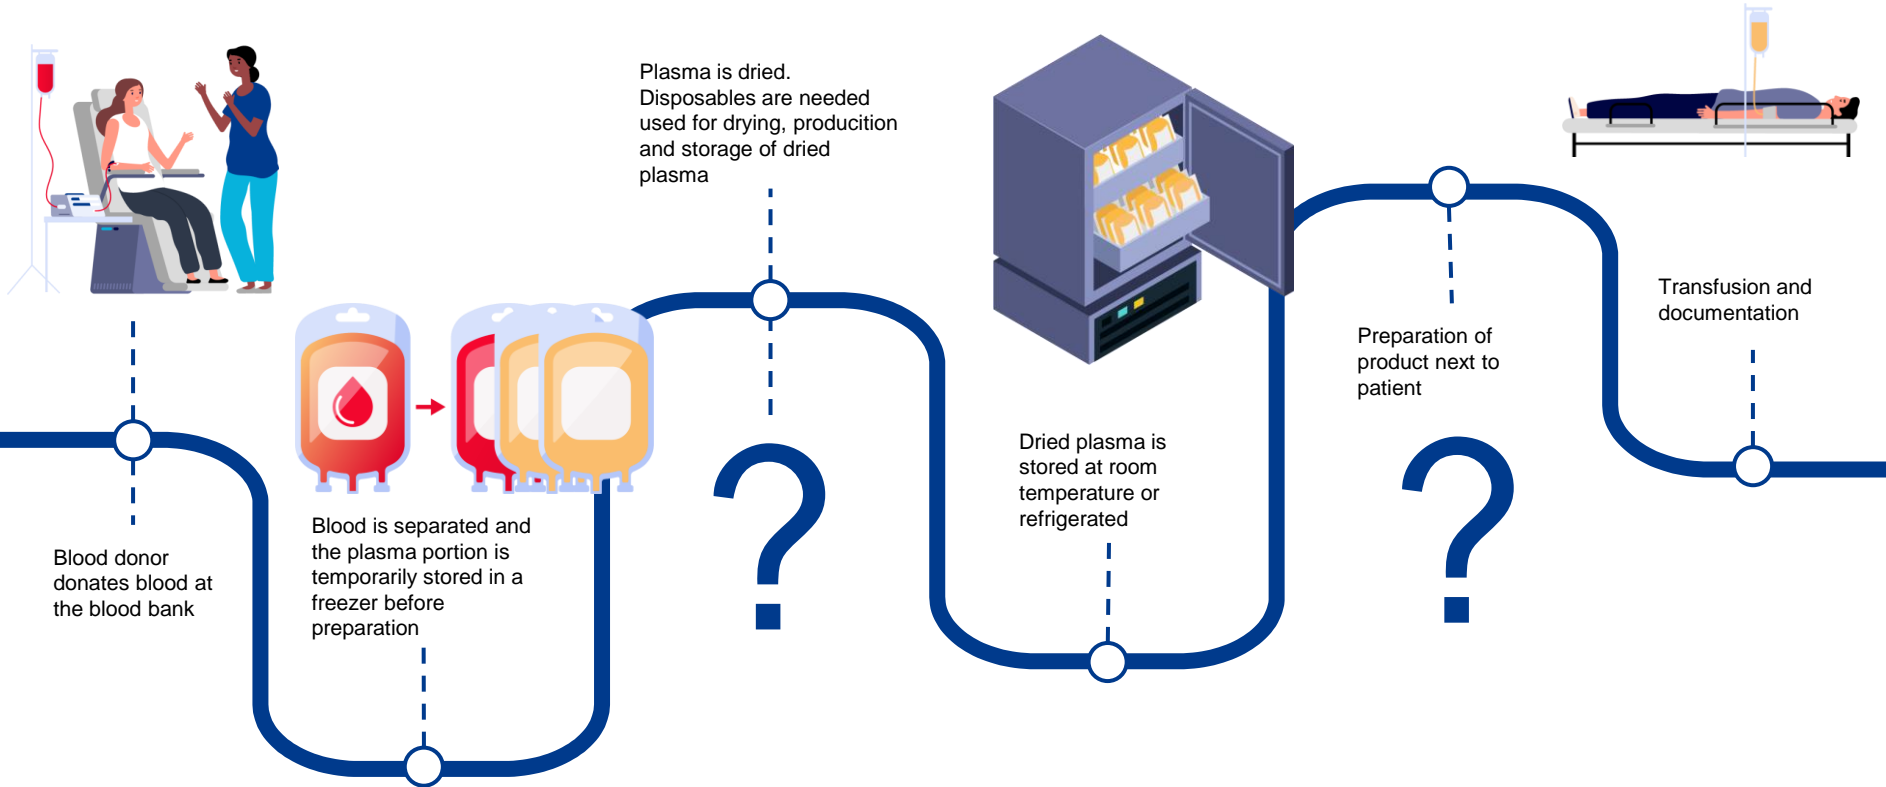 Blood donor
donates blood at
the blood bank
Blood is separated and
the plasma portion is
temporarily stored in a
freezer before
preparation
Plasma is dried.
Disposables are needed
used for drying, producition
and storage of dried
plasma
?
Dried plasma is
stored at room
temperature or
refrigerated
Preparation of
product next to
patient
?
Transfusion and
documentation